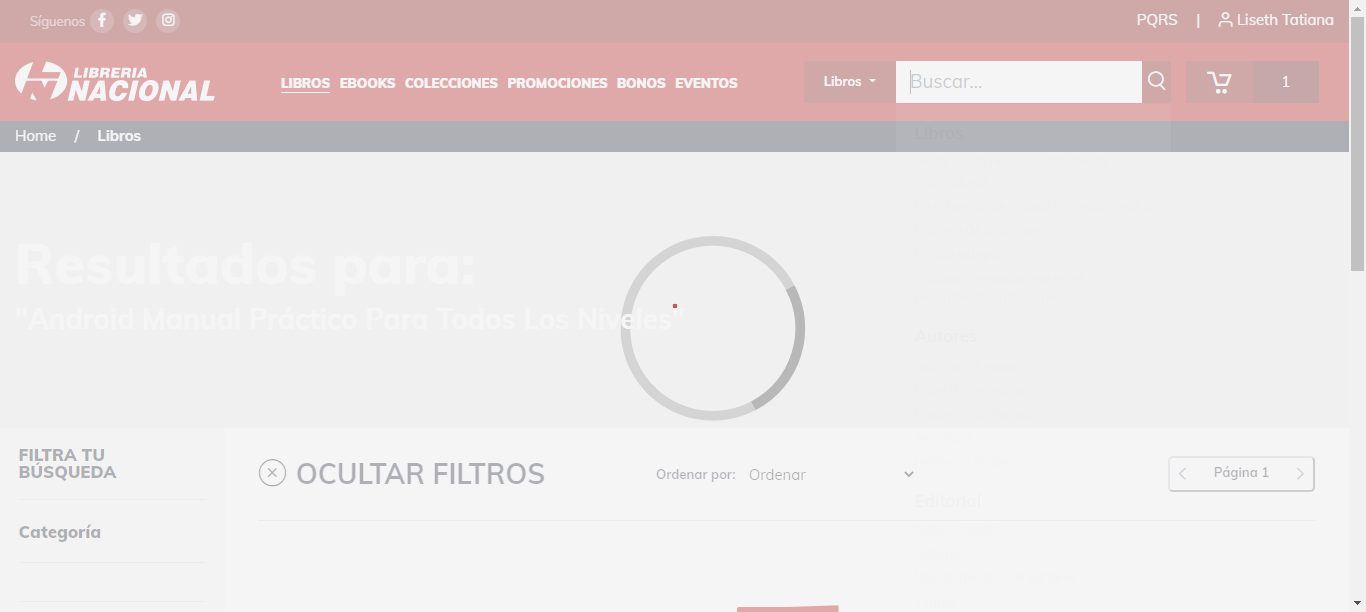 Síguenos
PQRS | Liseth Tatiana
LIBRERIA
NACIONAL
LIBROS EBOOKS COLECCIONES PROMOCIONES BONOS EVENTOS
Libros
Buscar...
1
Home / Libros
Libros
Resultados para:
"Android Manual Práctico Para Todos Los Niveles"
Autores
FILTRA TU
BÚSQUEDA
OCULTAR FILTROS
Ordenar por: Ordenar
Página 1
Editorial
Categoría